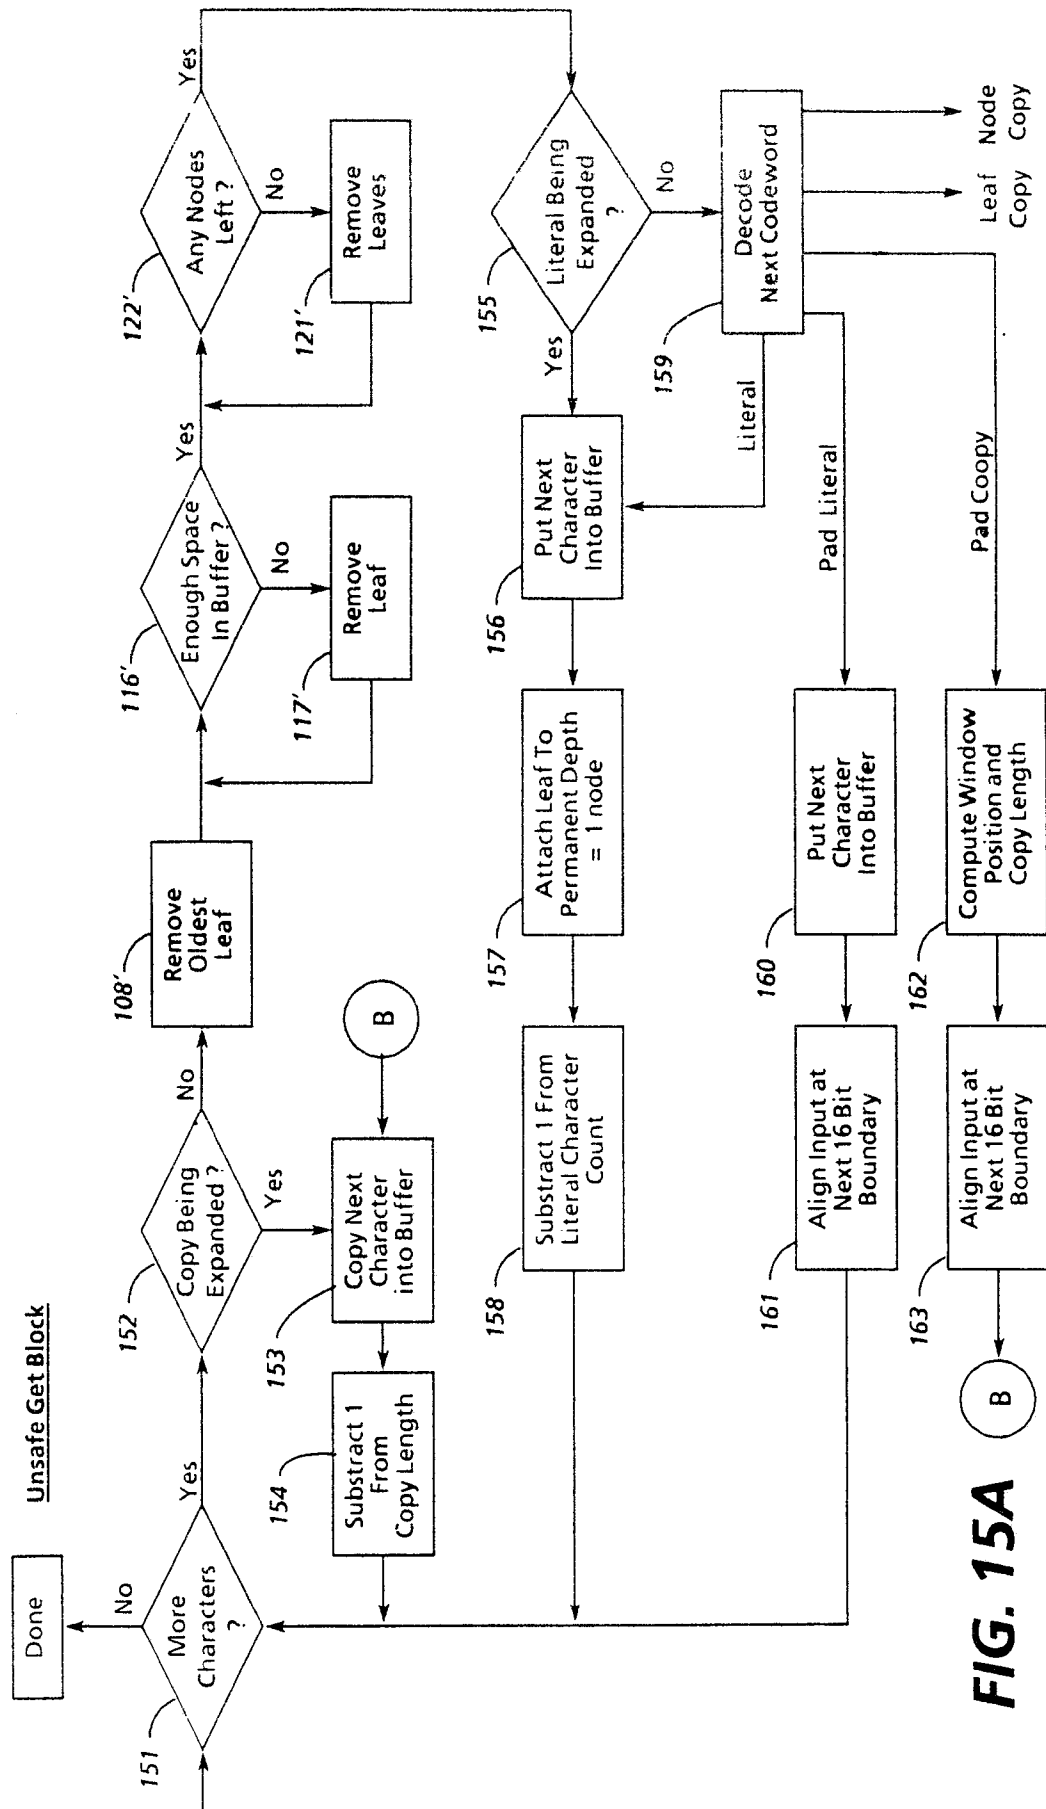 Unsafe Get Block
Done
No
More
Characters
?
151
Yes
Copy Being
Expanded ?
152
No
Yes
Copy Next
Character
into Buffer
153
Substract 1
From
Copy Length
154
B
Remove
Oldest
Leaf
108'
Enough Space
In Buffer ?
116'
Yes
No
Remove
Leaf
117'
Any Nodes
Left ?
122'
Yes
No
Remove
Leaves
121'
Literal Being
Expanded
?
155
Yes
No
Put Next
Character
Into Buffer
156
Attach Leaf To
Permanent Depth
= 1 node
157
Substract 1 From
Literal Character
Count
158
Decode
Next Codeword
159
Literal
Pad Literal
Pad Coopy
Leaf
Copy
Node
Copy
Put Next
Character
Into Buffer
160
Align Input at
Next 16 Bit
Boundary
161
Compute Window
Position and
Copy Length
162
Align Input at
Next 16 Bit
Boundary
163
B
FIG. 15A